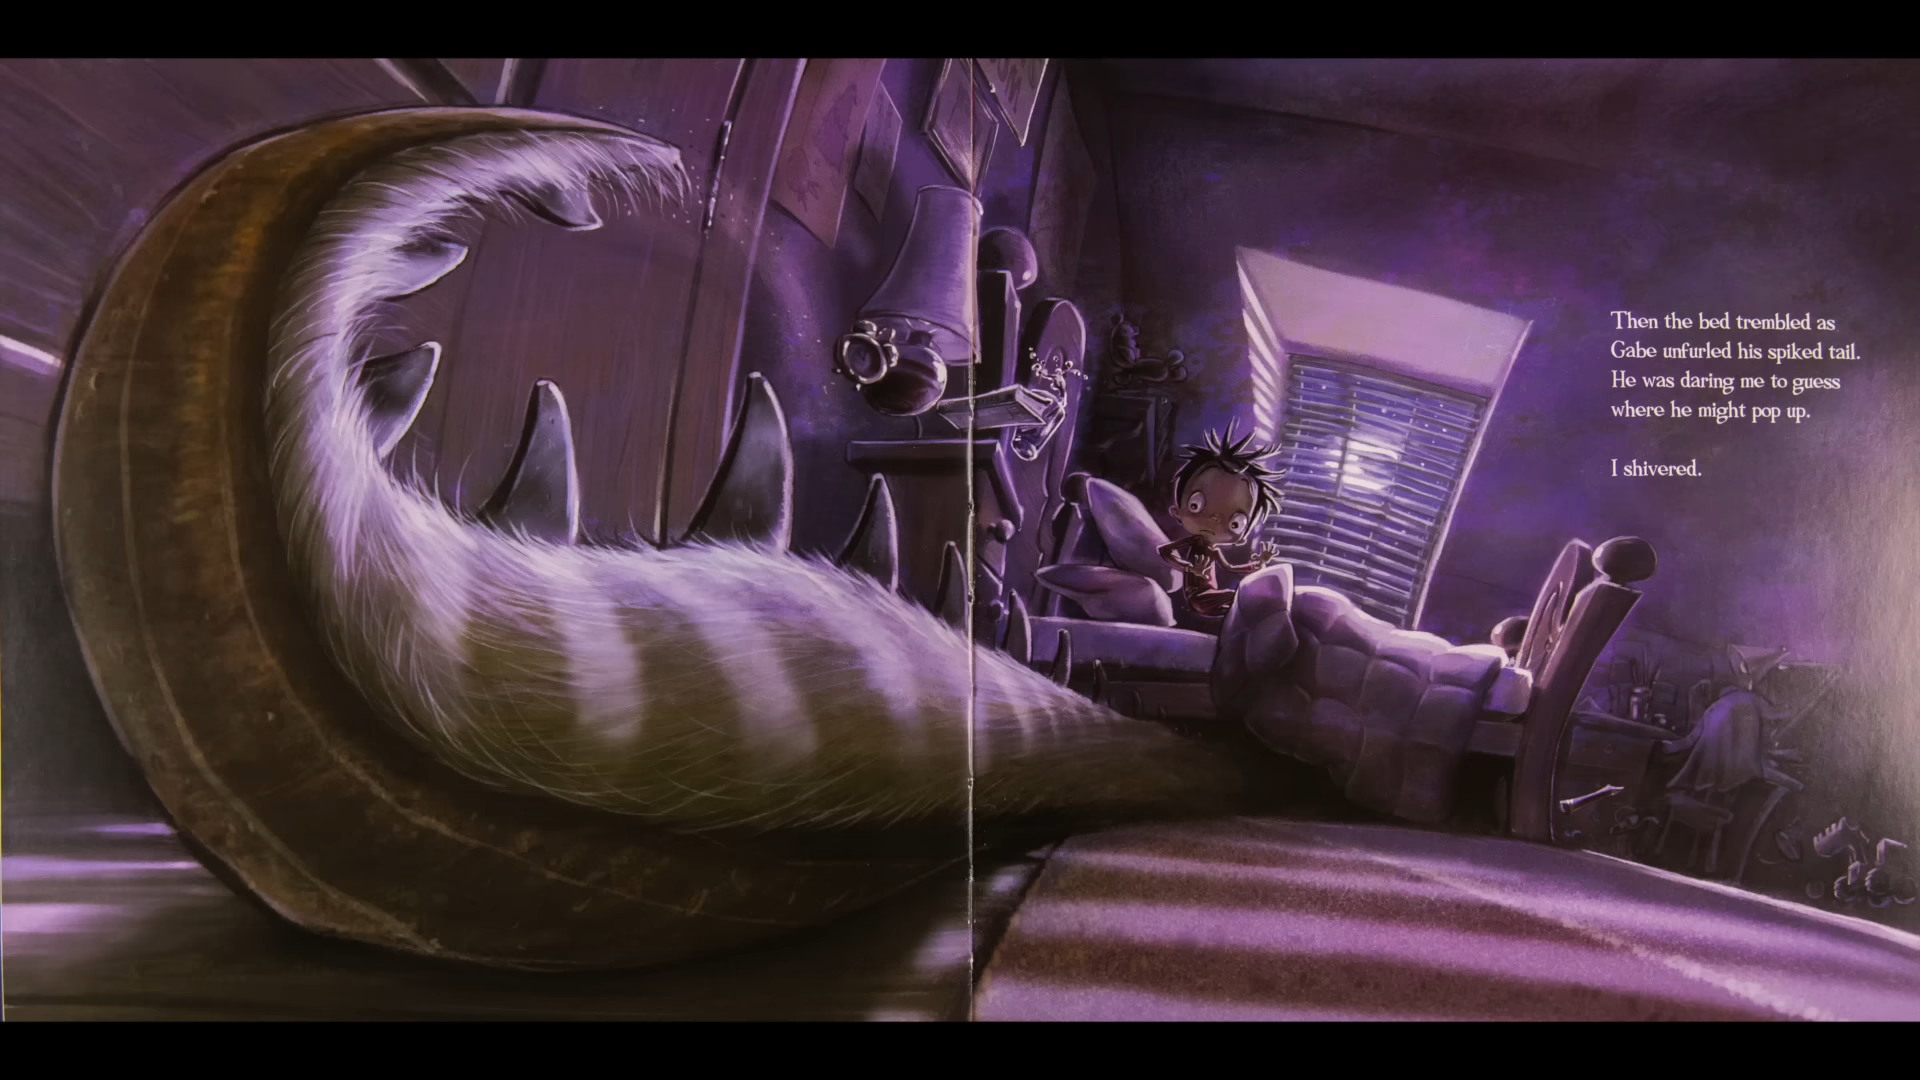 Then the bed trembled as
Gabe unfurled his spiked tail.
He was daring me to guess
where he might pop up.
I shivered.